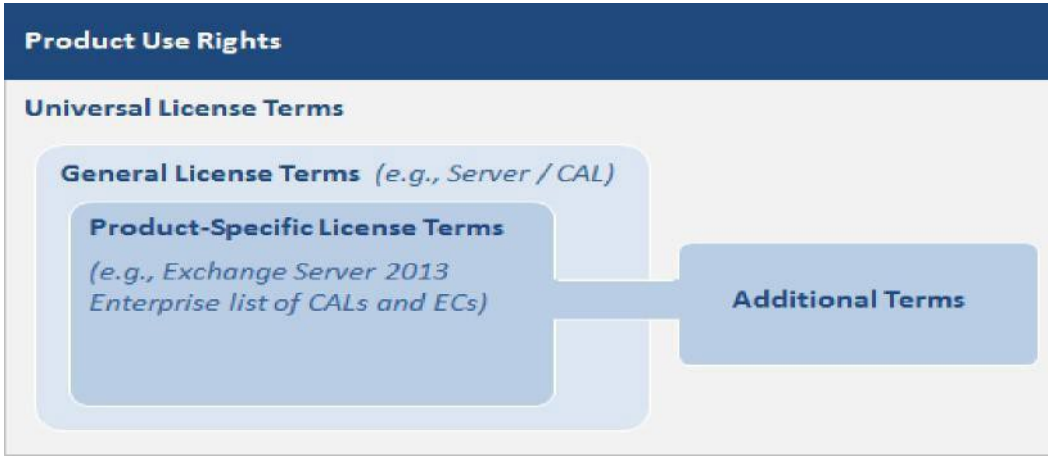 Product Use Rights
Universal License Terms
General License Terms (e.g., Server / CAL)
Product-Specific License Terms
(e.g., Exchange Server 2013
Enterprise list of CALs and ECs)
Additional Terms